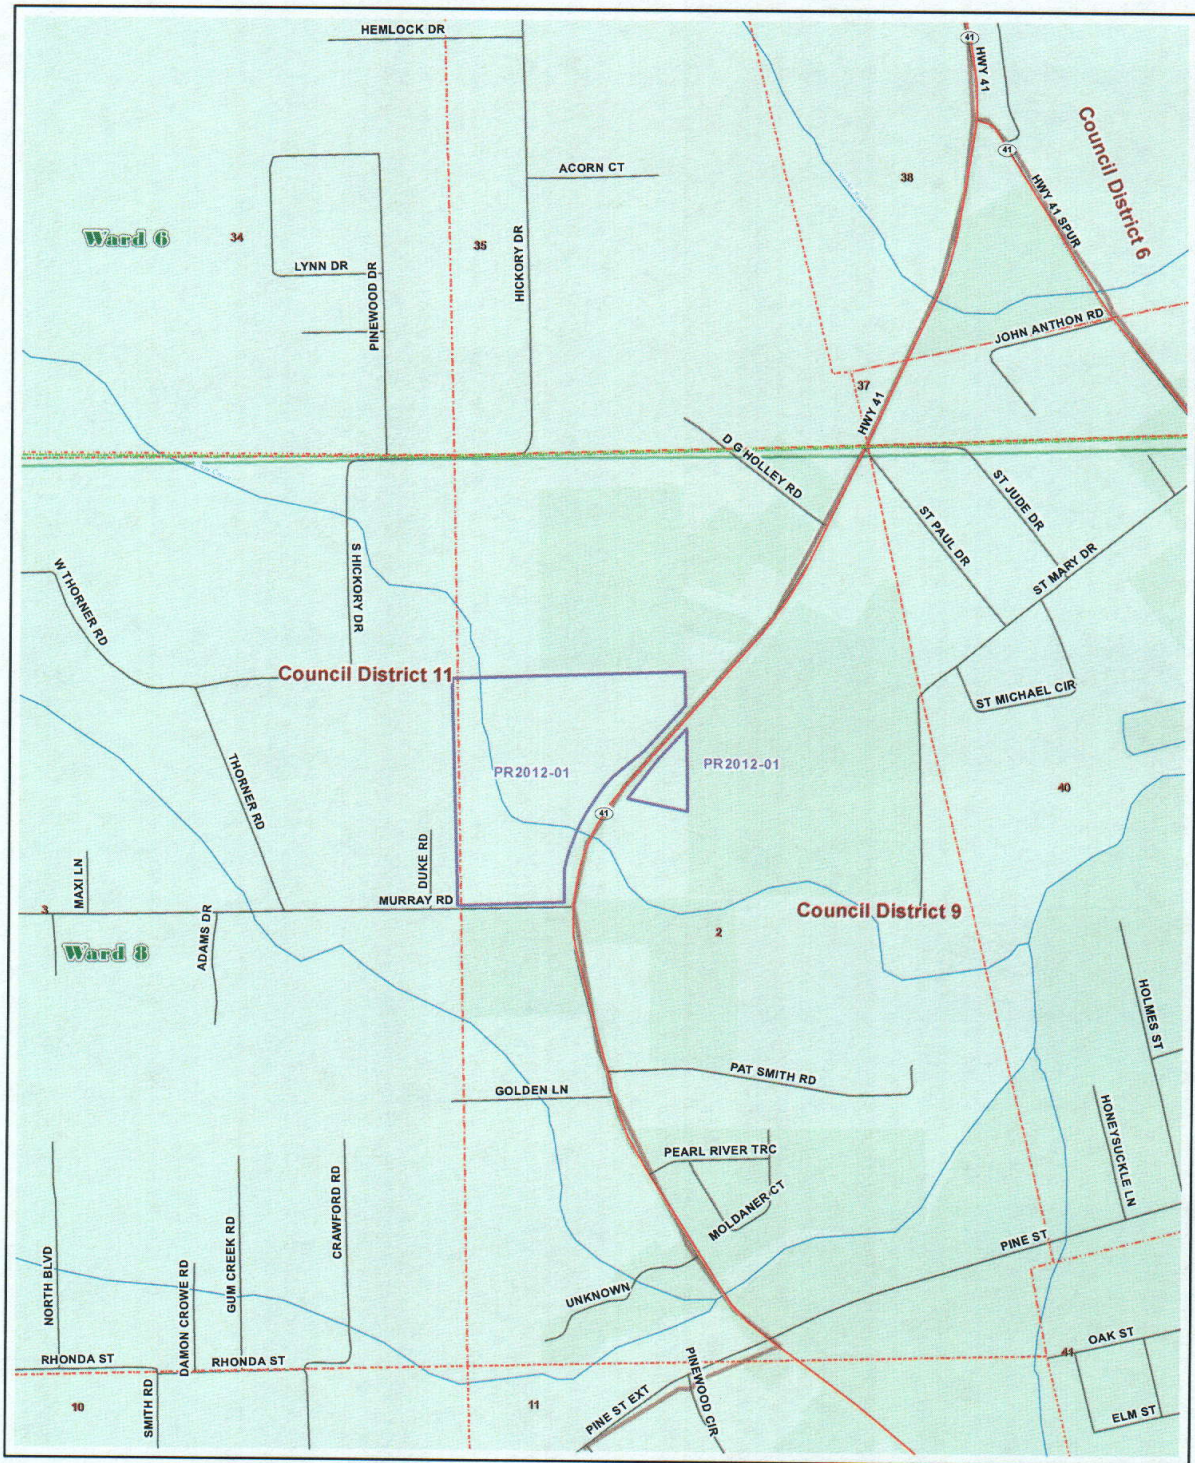 HEMLOCK DR
41
HWY 41
41
Council District 6
38
ACORN CT
HWY 41 SPUR
Ward 6
34
35
LYNN DR
PINEWOOD DR
HICKORY DR
JOHN ANTHON RD
37
HWY 41
D G HOLLEY RD
ST JUDE DR
ST PAUL DR
ST MARY DR
W THORNER RD
S HICKORY DR
Council District 11
ST MICHAEL CIR
PR2012-01
PR2012-01
THORNER RD
40
41
DUKE RD
MAXI LN
MURRAY RD
3
ADAMS DR
Council District 9
2
Ward 8
HOLMES ST
PAT SMITH RD
GOLDEN LN
HONEYSUCKLE LN
PEARL RIVER TRC
MOLDANER CT
CRAWFORD RD
GUM CREEK RD
NORTH BLVD
DAMON CROWE RD
PINE ST
UNKNOWN
RHONDA ST
RHONDA ST
OAK ST
41
SMITH RD
PINEWOOD CIR
PINE ST EXT
10
11
ELM ST